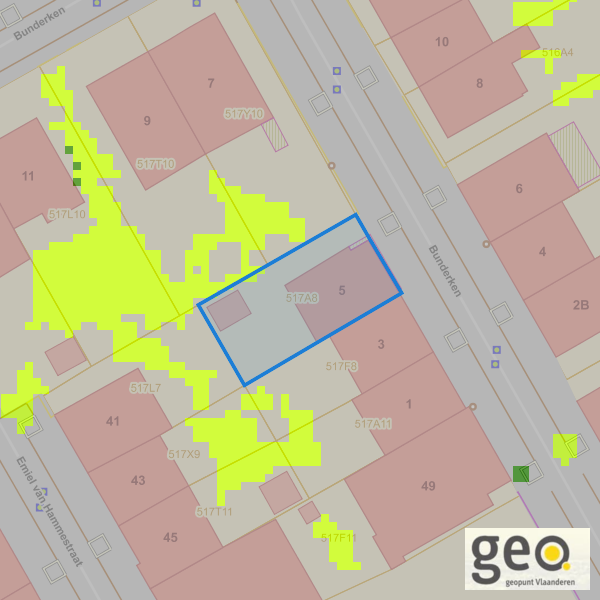 Bunderken
10
516A4
7
8
9
517Y10
11
517T10
6
517L10
4
Bunderken
517A8
5
2B
3
517F8
517L7
1
41
517A11
517X9
43
49
Emiel van Hammestraat
517T11
45
517F11
geo
geopunt Vlaanderen